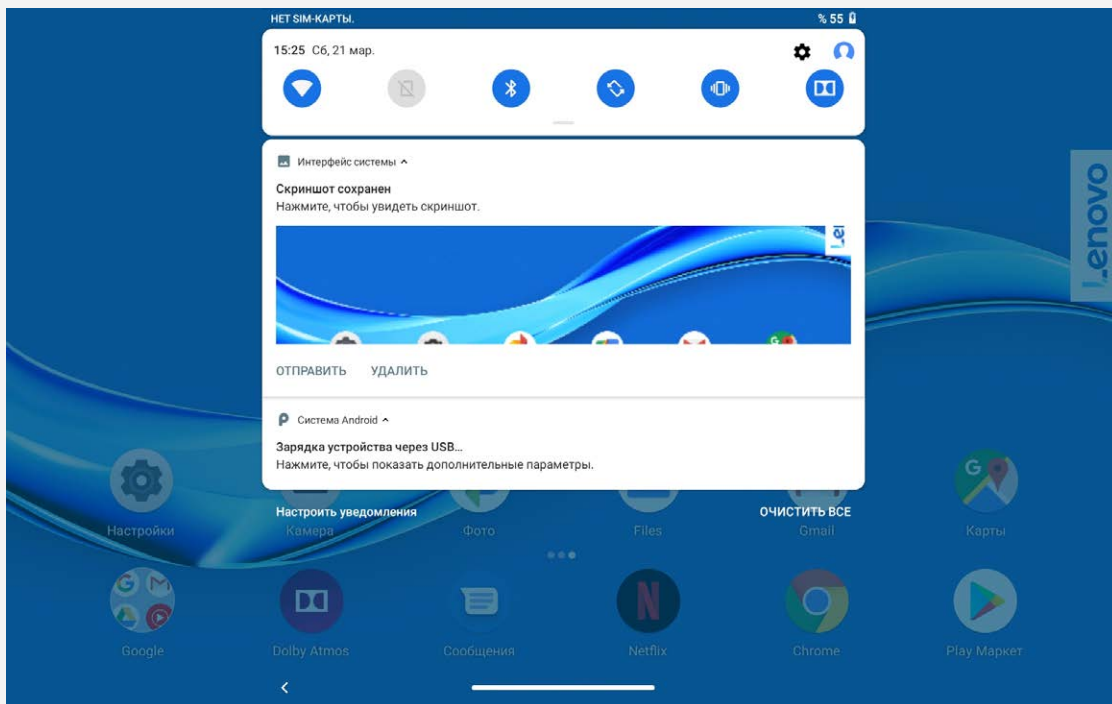 НЕТ SIM-КАРТЫ.
% 55
15:25 Сб, 21 мар.
Интерфейс системы
Скриншот сохранен
Нажмите, чтобы увидеть скриншот.
Lenovo
ОТПРАВИТЬ УДАЛИТЬ
Система Android
Зарядка устройства через USB...
Нажмите, чтобы показать дополнительные параметры.
Настроить уведомления
ОЧИСТИТЬ ВСЕ
Настройки Камера Фото Files Gmail Карты
Google Dolby Atmos Сообщения Netflix Chrome Play Маркет